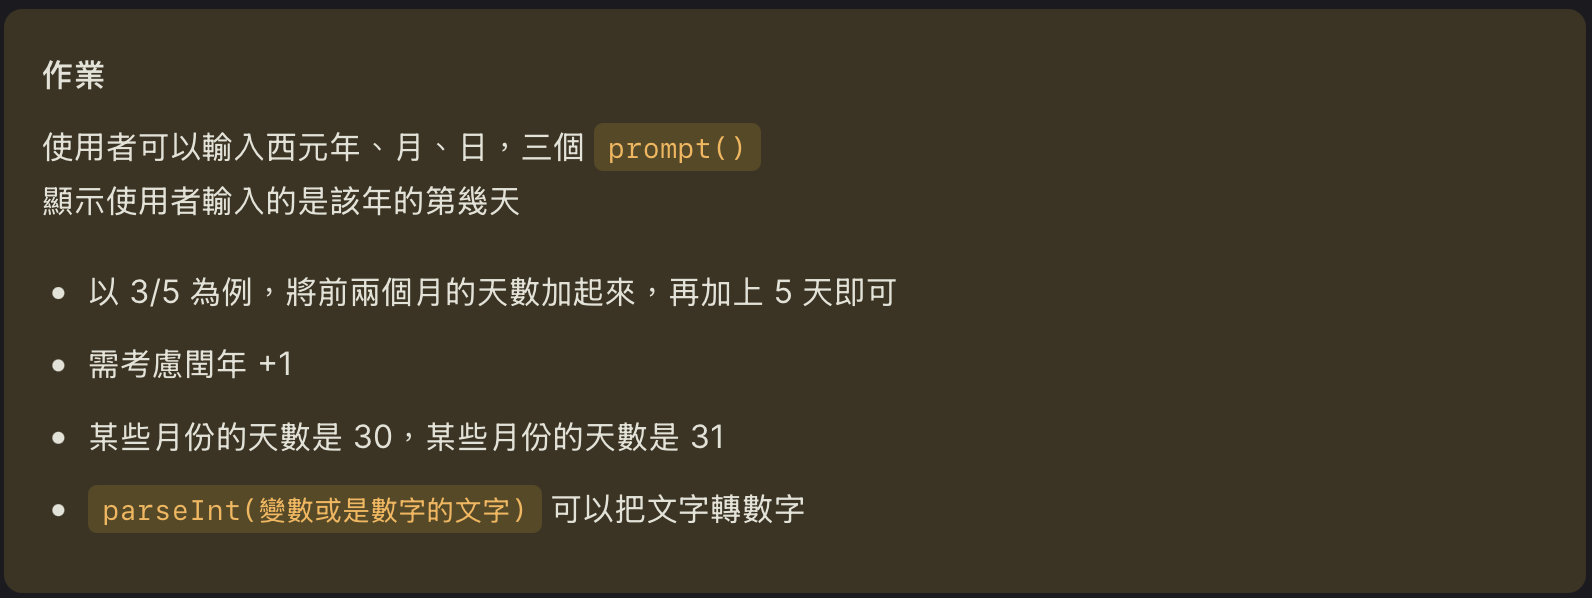 作業
使用者可以輸入西元年、月、日，三個 prompt()
顯示使用者輸入的是該年的第幾天
• 以 3/5 為例，將前兩個月的天數加起來，再加上 5 天即可
• 需考慮閏年 +1
• 某些月份的天數是 30，某些月份的天數是 31
• parseInt(變數或是數字的文字) 可以把文字轉數字